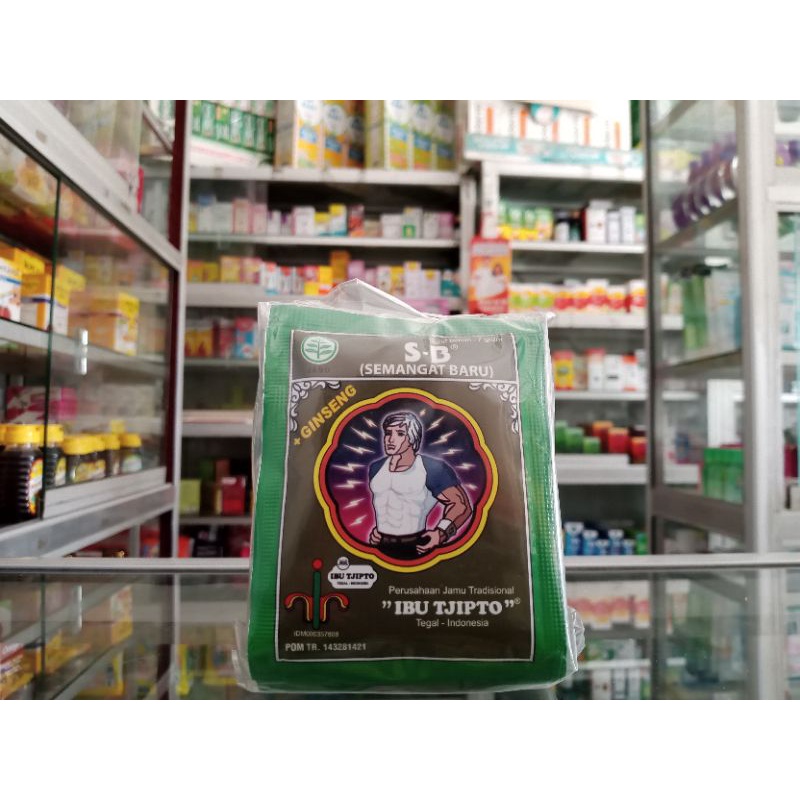 S-B®
(SEMANGAT BARU)
+ GINSENG
IBU TJIPTO
Perusahaan Jamu Tradisional
"IBU TJIPTO"®
Tegal - Indonesia
POM TR. 143281421